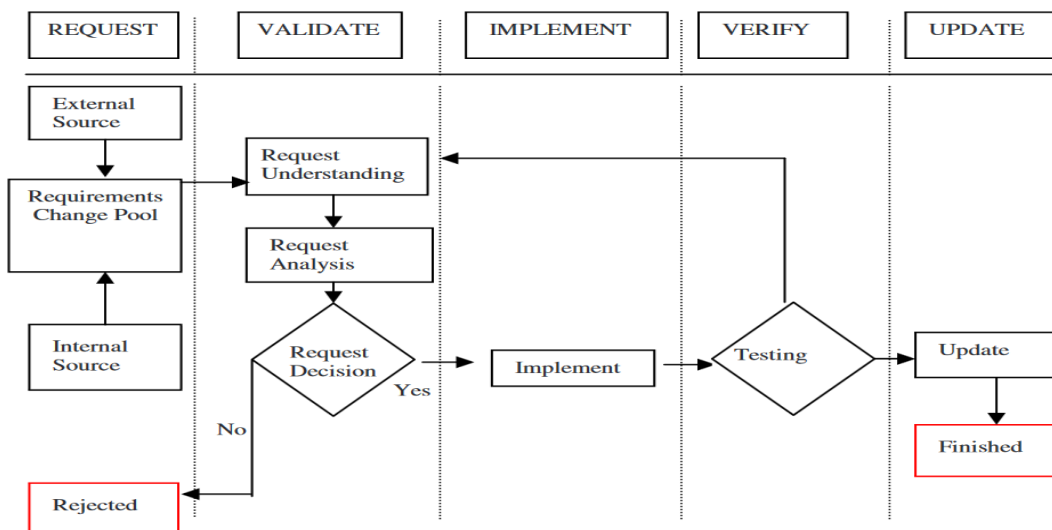 REQUEST
VALIDATE
IMPLEMENT
VERIFY
UPDATE
External
Source
Requirements
Change Pool
Internal
Source
Rejected
Request
Understanding
Request
Analysis
Request
Decision
Yes
No
Implement
Testing
Update
Finished